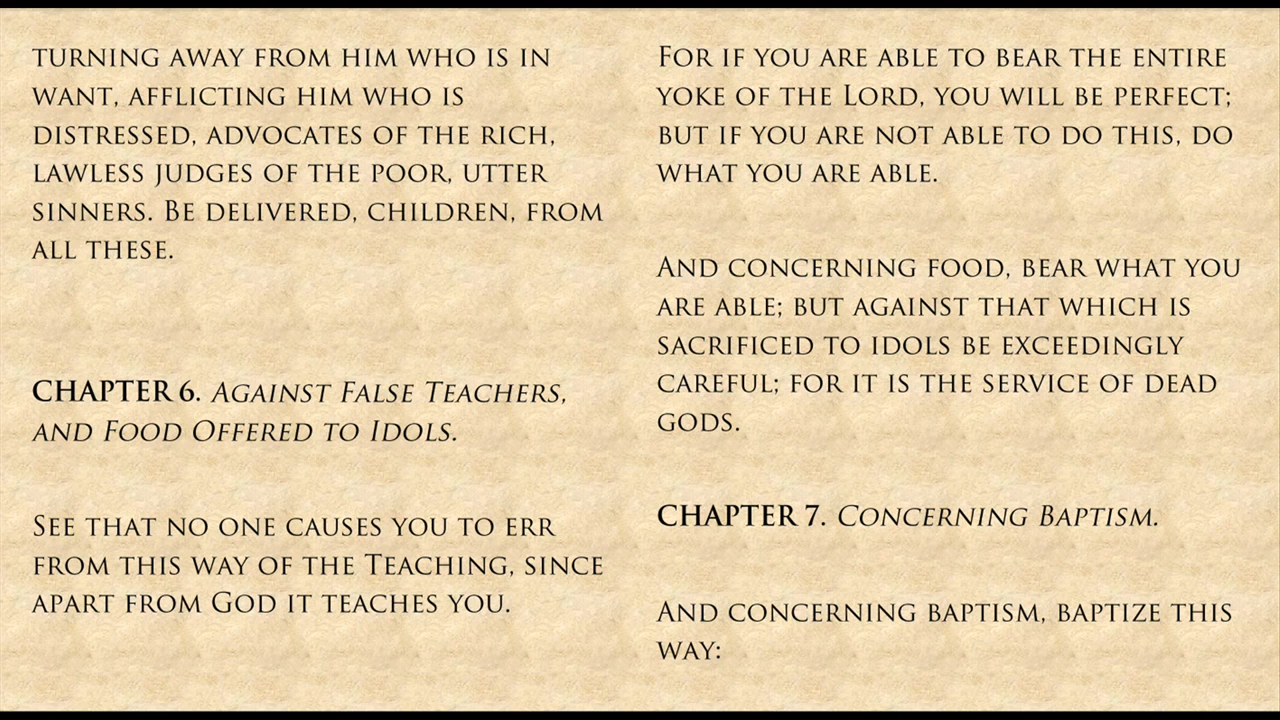 TURNING AWAY FROM HIM WHO IS IN
WANT, AFFLICTING HIM WHO IS
DISTRESSED, ADVOCATES OF THE RICH,
LAWLESS JUDGES OF THE POOR, UTTER
SINNERS. BE DELIVERED, CHILDREN, FROM
ALL THESE.
CHAPTER 6. AGAINST FALSE TEACHERS,
AND FOOD OFFERED TO IDOLS.
SEE THAT NO ONE CAUSES YOU TO ERR
FROM THIS WAY OF THE TEACHING, SINCE
APART FROM GOD IT TEACHES YOU.
FOR IF YOU ARE ABLE TO BEAR THE ENTIRE
YOKE OF THE LORD, YOU WILL BE PERFECT;
BUT IF YOU ARE NOT ABLE TO DO THIS, DO
WHAT YOU ARE ABLE.
AND CONCERNING FOOD, BEAR WHAT YOU
ARE ABLE; BUT AGAINST THAT WHICH IS
SACRIFICED TO IDOLS BE EXCEEDINGLY
CAREFUL; FOR IT IS THE SERVICE OF DEAD
GODS.
CHAPTER 7. CONCERNING BAPTISM.
AND CONCERNING BAPTISM, BAPTIZE THIS
WAY: